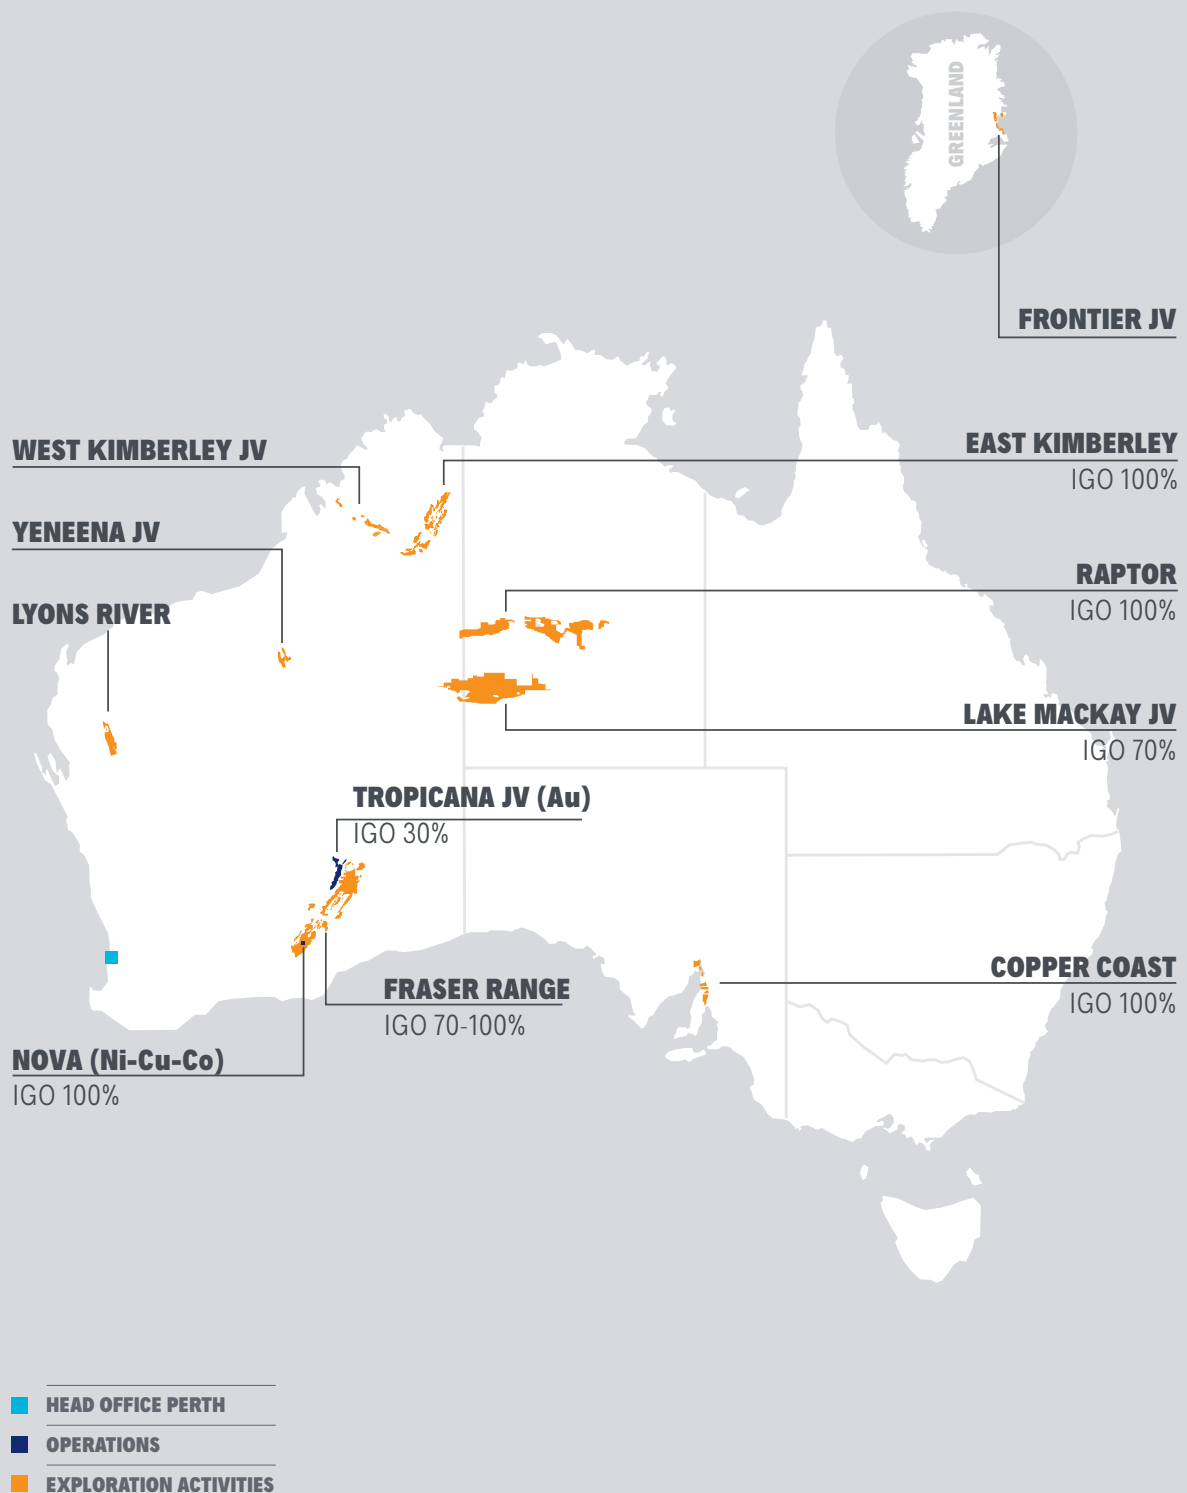 GREENLAND
FRONTIER JV
WEST KIMBERLEY JV
EAST KIMBERLEY
IGO 100%
YENEENA JV
RAPTOR
IGO 100%
LYONS RIVER
LAKE MACKAY JV
IGO 70%
TROPICANA JV (Au)
IGO 30%
COPPER COAST
IGO 100%
FRASER RANGE
IGO 70-100%
NOVA (Ni-Cu-Co)
IGO 100%
HEAD OFFICE PERTH
OPERATIONS
EXPLORATION ACTIVITIES